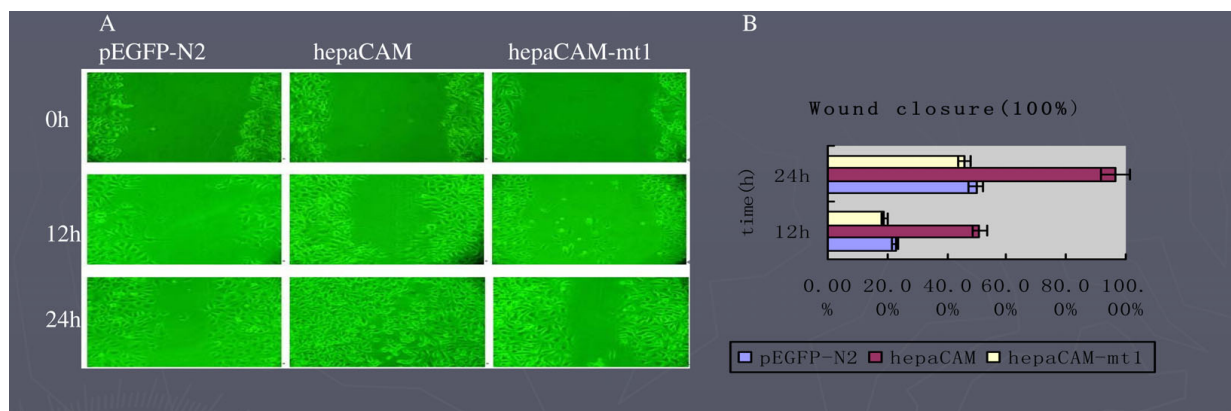 A
pEGFP-N2 hepaCAM hepaCAM-mt1
0h
12h
24h
B
Wound closure(100%)
time(h)
24h
12h
0.00 20.0 40.0 60.0 80.0 100.
% 0% 0% 0% 0% 00%
pEGFP-N2 hepaCAM hepaCAM-mt1